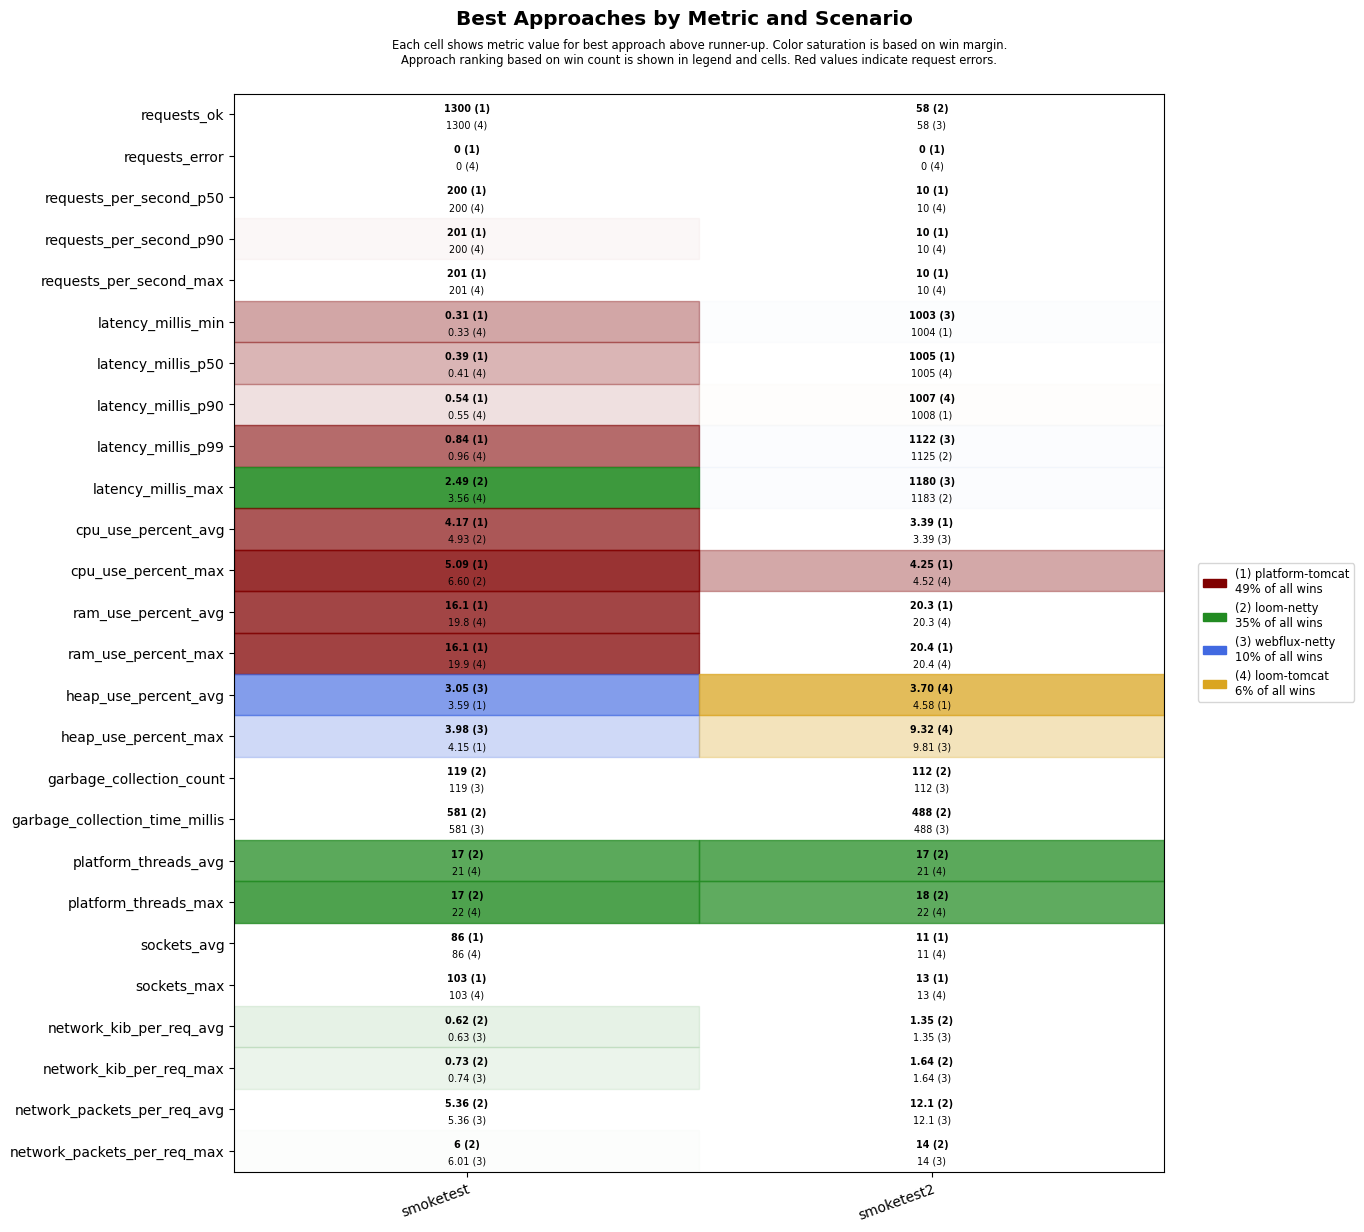 Best Approaches by Metric and Scenario
Each cell shows metric value for best approach above runner-up. Color saturation is based on win margin.
Approach ranking based on win count is shown in legend and cells. Red values indicate request errors.
requests_ok
1300 (1)
1300 (4)
58 (2)
58 (3)
requests_error
0 (1)
0 (4)
0 (1)
0 (4)
requests_per_second_p50
200 (1)
200 (4)
10 (1)
10 (4)
requests_per_second_p90
201 (1)
200 (4)
10 (1)
10 (4)
requests_per_second_max
201 (1)
201 (4)
10 (1)
10 (4)
latency_millis_min
0.31 (1)
0.33 (4)
1003 (3)
1004 (1)
latency_millis_p50
0.39 (1)
0.41 (4)
1005 (1)
1005 (4)
latency_millis_p90
0.54 (1)
0.55 (4)
1007 (4)
1008 (1)
latency_millis_p99
0.84 (1)
0.96 (4)
1122 (3)
1125 (2)
latency_millis_max
2.49 (2)
3.56 (4)
1180 (3)
1183 (2)
cpu_use_percent_avg
4.17 (1)
4.93 (2)
3.39 (1)
3.39 (3)
cpu_use_percent_max
5.09 (1)
6.60 (2)
4.25 (1)
4.52 (4)
ram_use_percent_avg
16.1 (1)
19.8 (4)
20.3 (1)
20.3 (4)
ram_use_percent_max
16.1 (1)
19.9 (4)
20.4 (1)
20.4 (4)
heap_use_percent_avg
3.05 (3)
3.59 (1)
3.70 (4)
4.58 (1)
heap_use_percent_max
3.98 (3)
4.15 (1)
9.32 (4)
9.81 (3)
garbage_collection_count
119 (2)
119 (3)
112 (2)
112 (3)
garbage_collection_time_millis
581 (2)
581 (3)
488 (2)
488 (3)
platform_threads_avg
17 (2)
21 (4)
17 (2)
21 (4)
platform_threads_max
17 (2)
22 (4)
18 (2)
22 (4)
sockets_avg
86 (1)
86 (4)
11 (1)
11 (4)
sockets_max
103 (1)
103 (4)
13 (1)
13 (4)
network_kib_per_req_avg
0.62 (2)
0.63 (3)
1.35 (2)
1.35 (3)
network_kib_per_req_max
0.73 (2)
0.74 (3)
1.64 (2)
1.64 (3)
network_packets_per_req_avg
5.36 (2)
5.36 (3)
12.1 (2)
12.1 (3)
network_packets_per_req_max
6 (2)
6.01 (3)
14 (2)
14 (3)
smoketest
smoketest2
(1) platform-tomcat
49% of all wins
(2) loom-netty
35% of all wins
(3) webflux-netty
10% of all wins
(4) loom-tomcat
6% of all wins